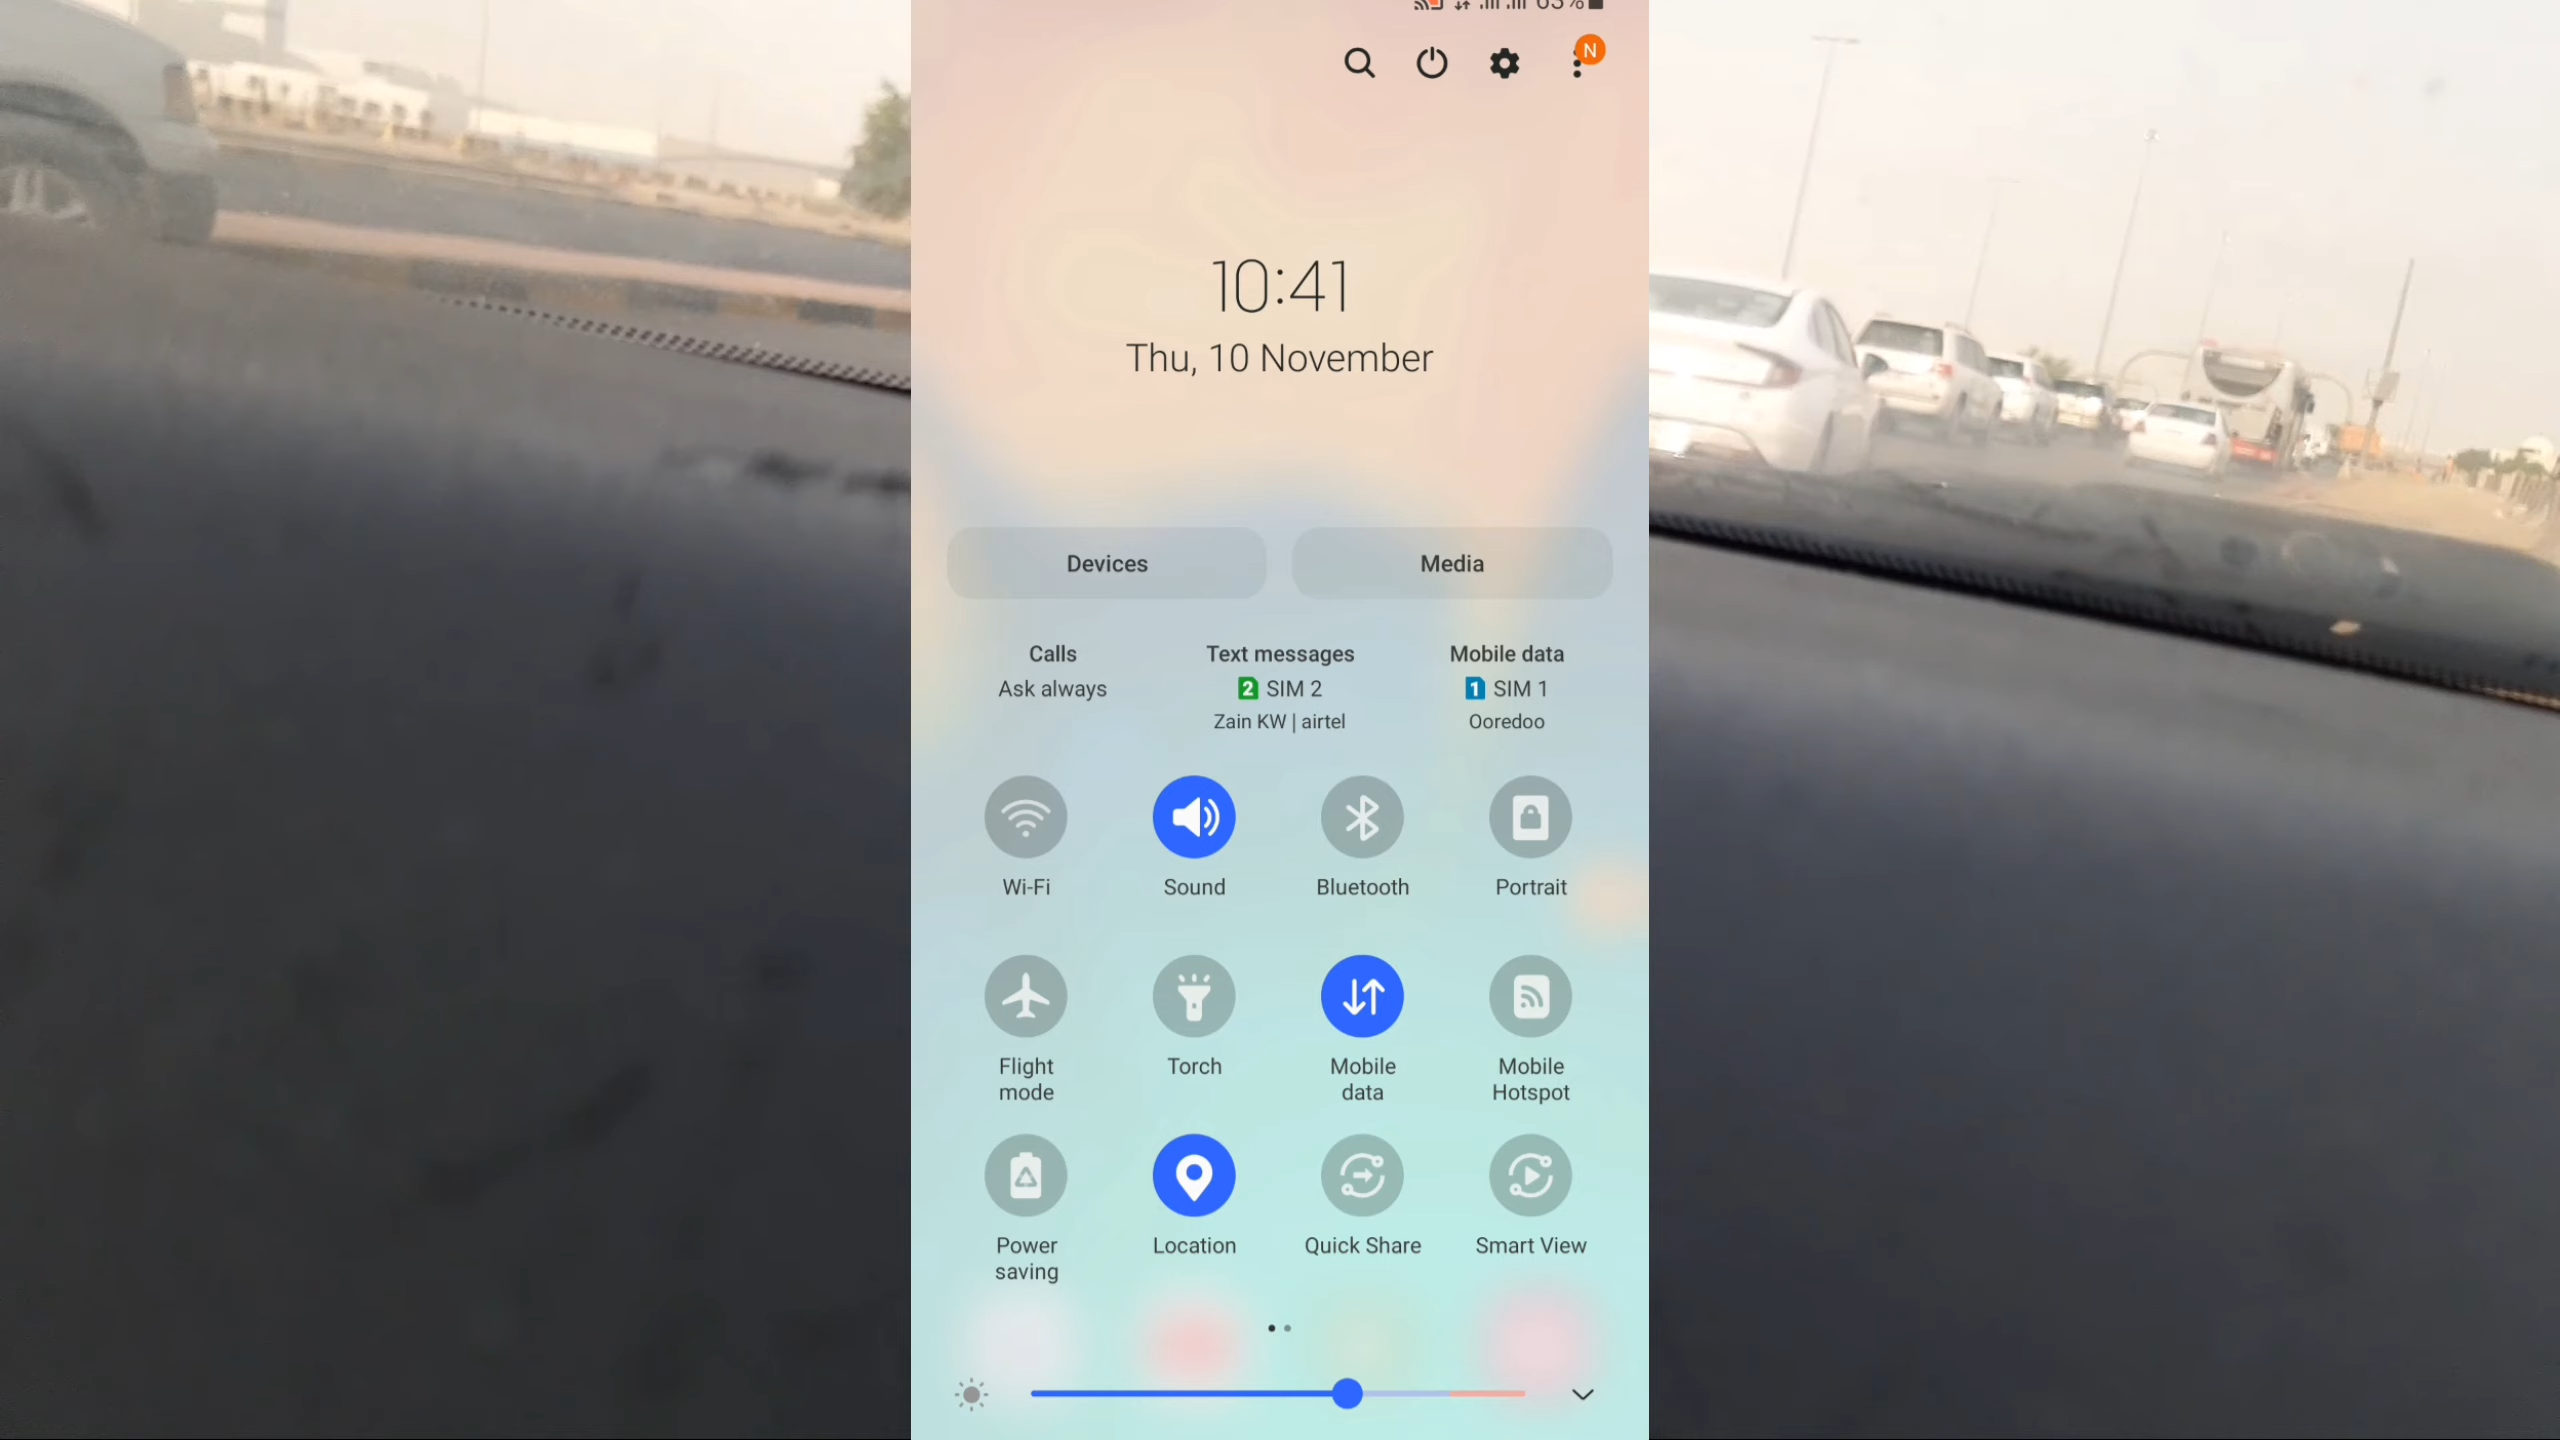 63%
N
10:41
Thu, 10 November
Devices
Media
Calls
Text messages
Mobile data
Ask always
2 SIM 2
1 SIM 1
Zain KW | airtel
Ooredoo
Wi-Fi
Sound
Bluetooth
Portrait
Flight mode
Torch
Mobile data
Mobile Hotspot
Power saving
Location
Quick Share
Smart View